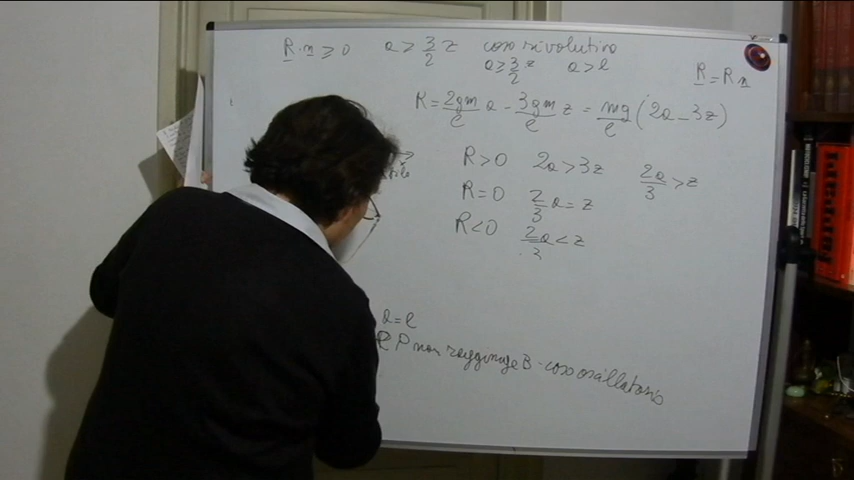 R · n ≥ 0 a > 3/2 z caso rivolutivo
a ≥ 3/2 z a > l
R = R n
R = 2gm/l a - 3gm/l z = mg/l (2a - 3z)
R > 0 2a > 3z 2a/3 > z
R = 0 2/3 a = z
R < 0 2a/3 < z
a = l
P non raggiunge B - caso oscillatorio